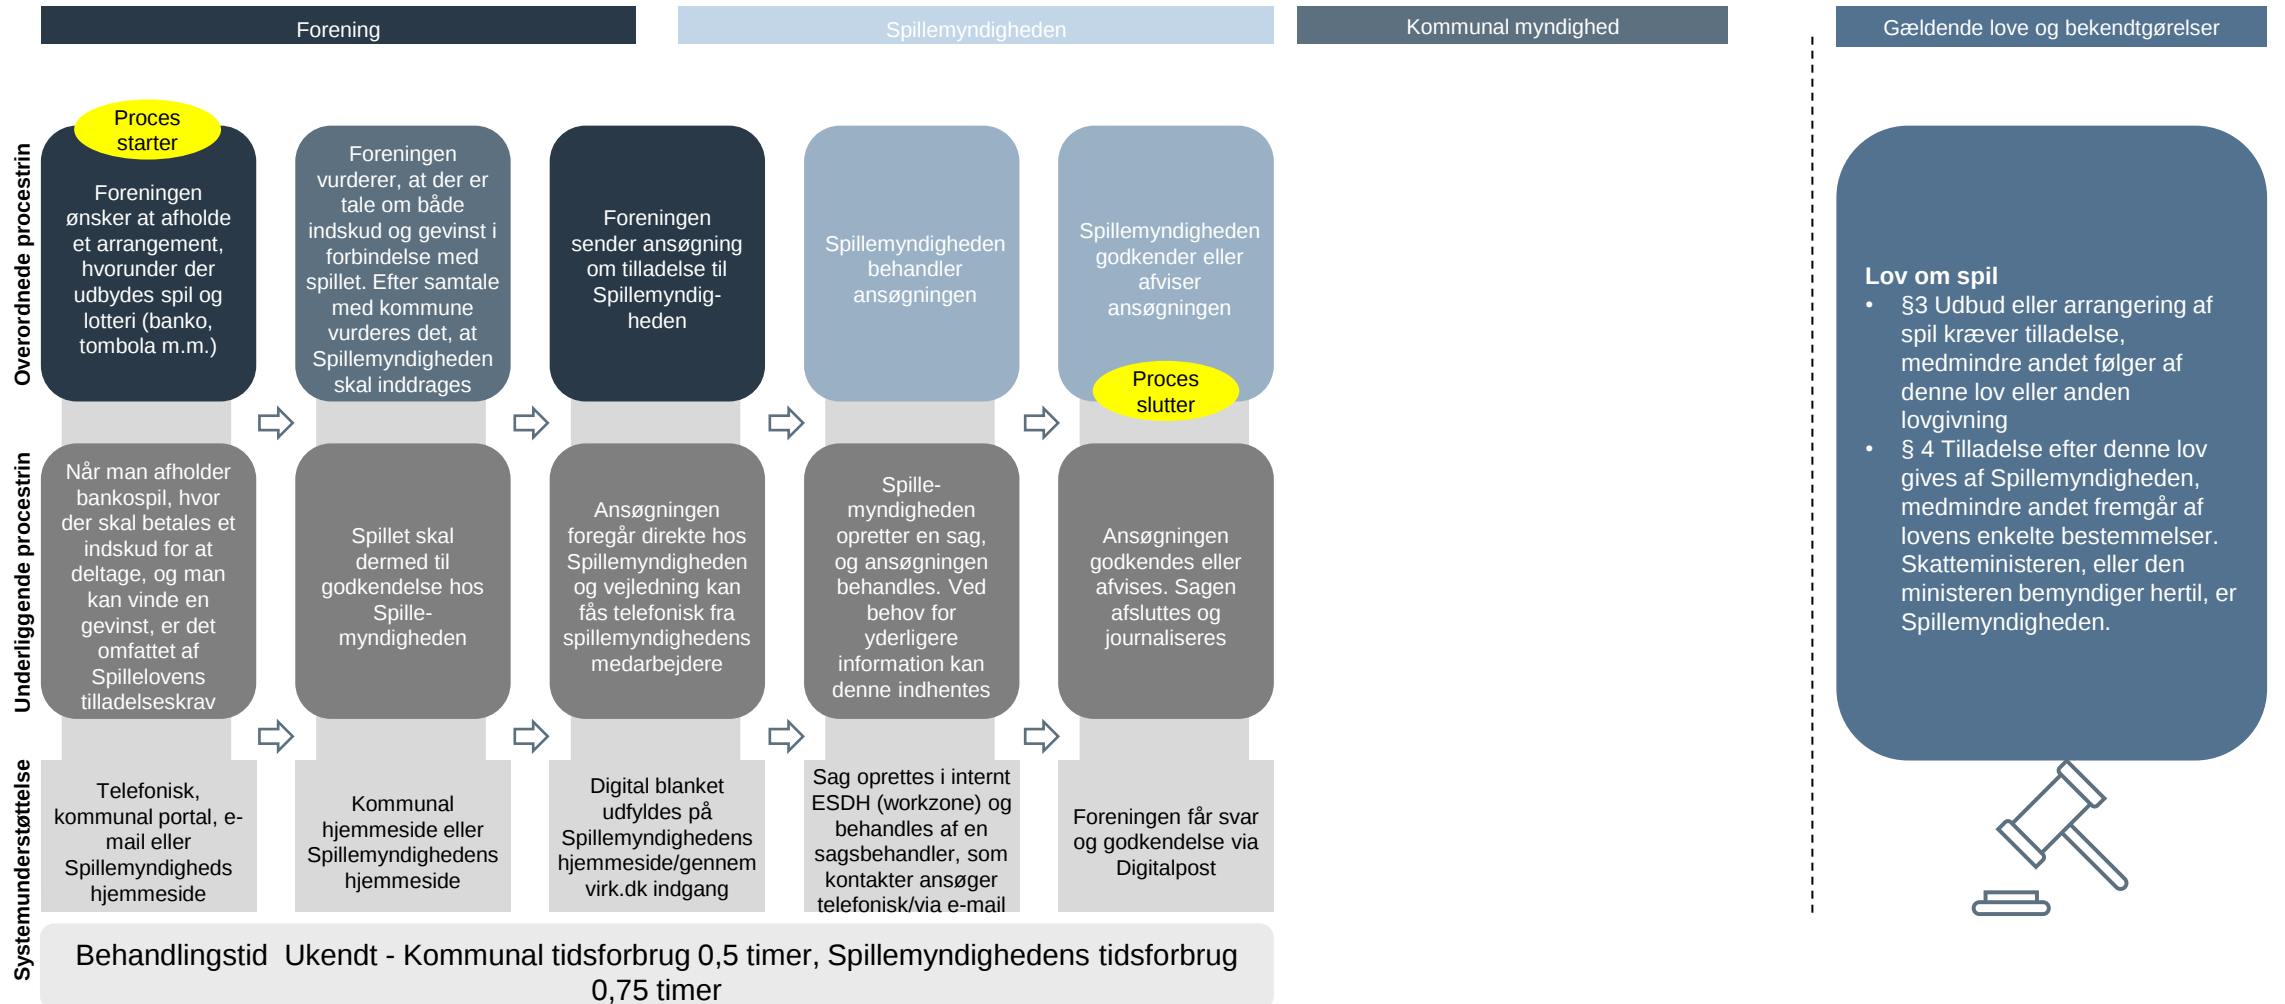 Forening
Spillemyndigheden
Kommunal myndighed
Gældende love og bekendtgørelser
Overordnede procestrin
Proces
starter
Foreningen
ønsker at afholde
et arrangement,
hvorunder der
udbydes spil og
lotteri (banko,
tombola m.m.)
Foreningen
vurderer, at der er
tale om både
indskud og gevinst i
forbindelse med
spillet. Efter samtale
med kommune
vurderes det, at
Spillemyndigheden
skal inddrages
Foreningen
sender ansøgning
om tilladelse til
Spillemyndig-
heden
Spillemyndigheden
behandler
ansøgningen
Spillemyndigheden
godkender eller
afviser
ansøgningen
Proces
slutter
Underliggende procestrin
Når man afholder
bankospil, hvor
der skal betales et
indskud for at
deltage, og man
kan vinde en
gevinst, er det
omfattet af
Spillelovens
tilladelseskrav
Spillet skal
dermed til
godkendelse hos
Spille-
myndigheden
Ansøgningen
foregår direkte hos
Spillemyndigheden
og vejledning kan
fås telefonisk fra
spillemyndighedens
medarbejdere
Spille-
myndigheden
opretter en sag,
og ansøgningen
behandles. Ved
behov for
yderligere
information kan
denne indhentes
Ansøgningen
godkendes eller
afvises. Sagen
afsluttes og
journaliseres
Systemunderstøttelse
Telefonisk,
kommunal portal, e-
mail eller
Spillemyndigheds
hjemmeside
Kommunal
hjemmeside eller
Spillemyndighedens
hjemmeside
Digital blanket
udfyldes på
Spillemyndighedens
hjemmeside/gennem
virk.dk indgang
Sag oprettes i internt
ESDH (workzone) og
behandles af en
sagsbehandler, som
kontakter ansøger
telefonisk/via e-mail
Foreningen får svar
og godkendelse via
Digitalpost
Behandlingstid  Ukendt - Kommunal tidsforbrug 0,5 timer, Spillemyndighedens tidsforbrug
0,75 timer
Lov om spil
• §3 Udbud eller arrangering af
spil kræver tilladelse,
medmindre andet følger af
denne lov eller anden
lovgivning
• § 4 Tilladelse efter denne lov
gives af Spillemyndigheden,
medmindre andet fremgår af
lovens enkelte bestemmelser.
Skatteministeren, eller den
ministeren bemyndiger hertil, er
Spillemyndigheden.